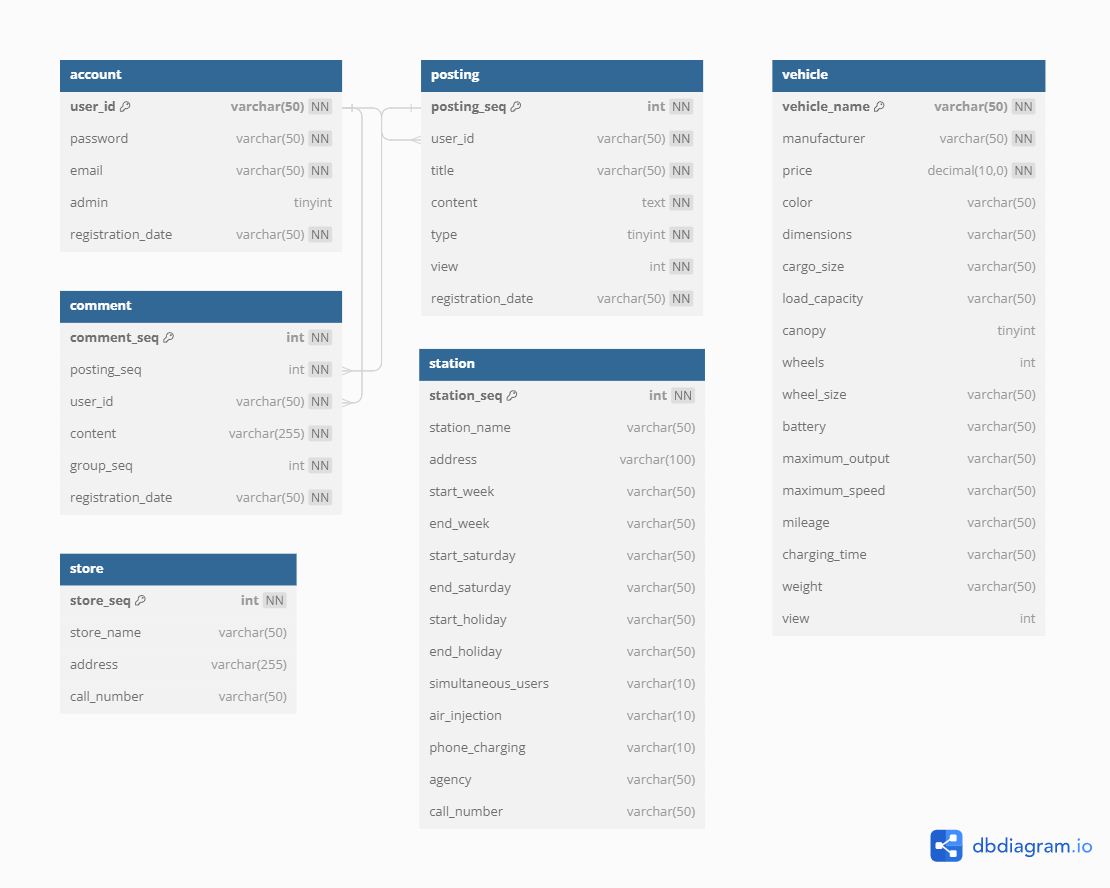 account
user_id varchar(50) NN
password varchar(50) NN
email varchar(50) NN
admin tinyint
registration_date varchar(50) NN
comment
comment_seq int NN
posting_seq int NN
user_id varchar(50) NN
content varchar(255) NN
group_seq int NN
registration_date varchar(50) NN
store
store_seq int NN
store_name varchar(50)
address varchar(255)
call_number varchar(50)
posting
posting_seq int NN
user_id varchar(50) NN
title varchar(50) NN
content text NN
type tinyint NN
view int NN
registration_date varchar(50) NN
station
station_seq int NN
station_name varchar(50)
address varchar(100)
start_week varchar(50)
end_week varchar(50)
start_saturday varchar(50)
end_saturday varchar(50)
start_holiday varchar(50)
end_holiday varchar(50)
simultaneous_users varchar(10)
air_injection varchar(10)
phone_charging varchar(10)
agency varchar(50)
call_number varchar(50)
vehicle
vehicle_name varchar(50) NN
manufacturer varchar(50) NN
price decimal(10,0) NN
color varchar(50)
dimensions varchar(50)
cargo_size varchar(50)
load_capacity varchar(50)
canopy tinyint
wheels int
wheel_size varchar(50)
battery varchar(50)
maximum_output varchar(50)
maximum_speed varchar(50)
mileage varchar(50)
charging_time varchar(50)
weight varchar(50)
view int
dbdiagram.io